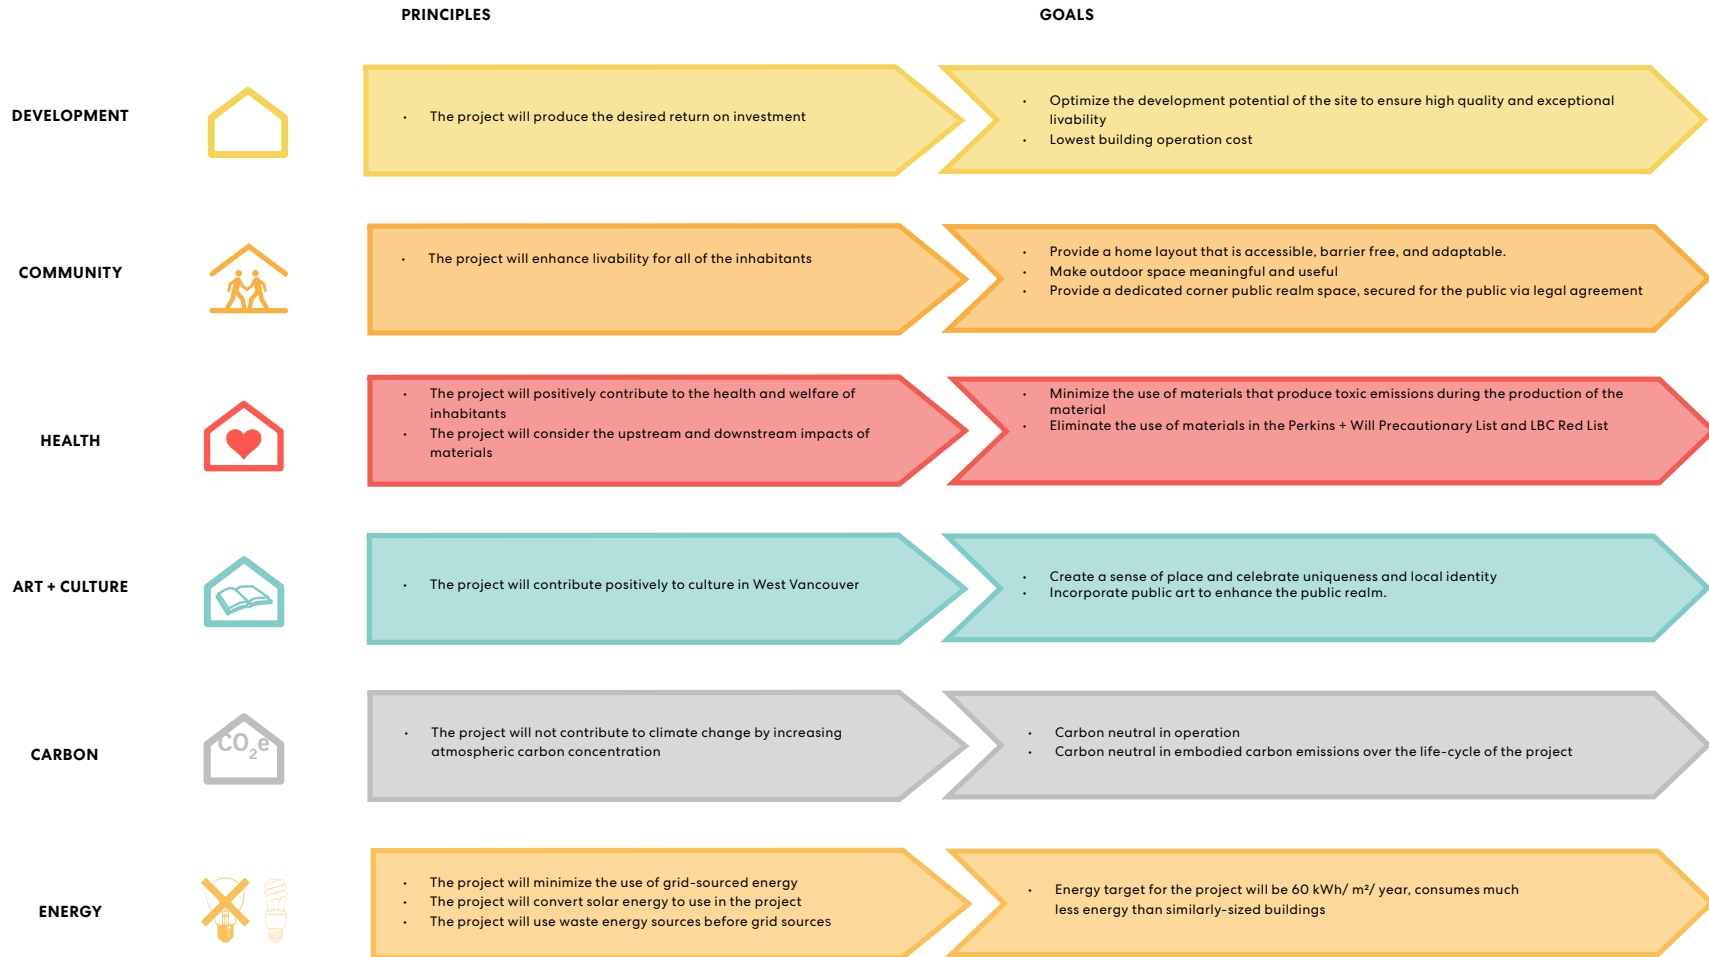 PRINCIPLES
GOALS
DEVELOPMENT
• The project will produce the desired return on investment
• Optimize the development potential of the site to ensure high quality and exceptional
livability
• Lowest building operation cost
COMMUNITY
• The project will enhance livability for all of the inhabitants
• Provide a home layout that is accessible, barrier free, and adaptable.
• Make outdoor space meaningful and useful
• Provide a dedicated corner public realm space, secured for the public via legal agreement
HEALTH
• The project will positively contribute to the health and welfare of
inhabitants
• The project will consider the upstream and downstream impacts of
materials
• Minimize the use of materials that produce toxic emissions during the production of the
material
• Eliminate the use of materials in the Perkins + Will Precautionary List and LBC Red List
ART + CULTURE
• The project will contribute positively to culture in West Vancouver
• Create a sense of place and celebrate uniqueness and local identity
• Incorporate public art to enhance the public realm.
CARBON
CO₂e
• The project will not contribute to climate change by increasing
atmospheric carbon concentration
• Carbon neutral in operation
• Carbon neutral in embodied carbon emissions over the life-cycle of the project
ENERGY
• The project will minimize the use of grid-sourced energy
• The project will convert solar energy to use in the project
• The project will use waste energy sources before grid sources
• Energy target for the project will be 60 kWh/ m²/ year, consumes much
less energy than similarly-sized buildings